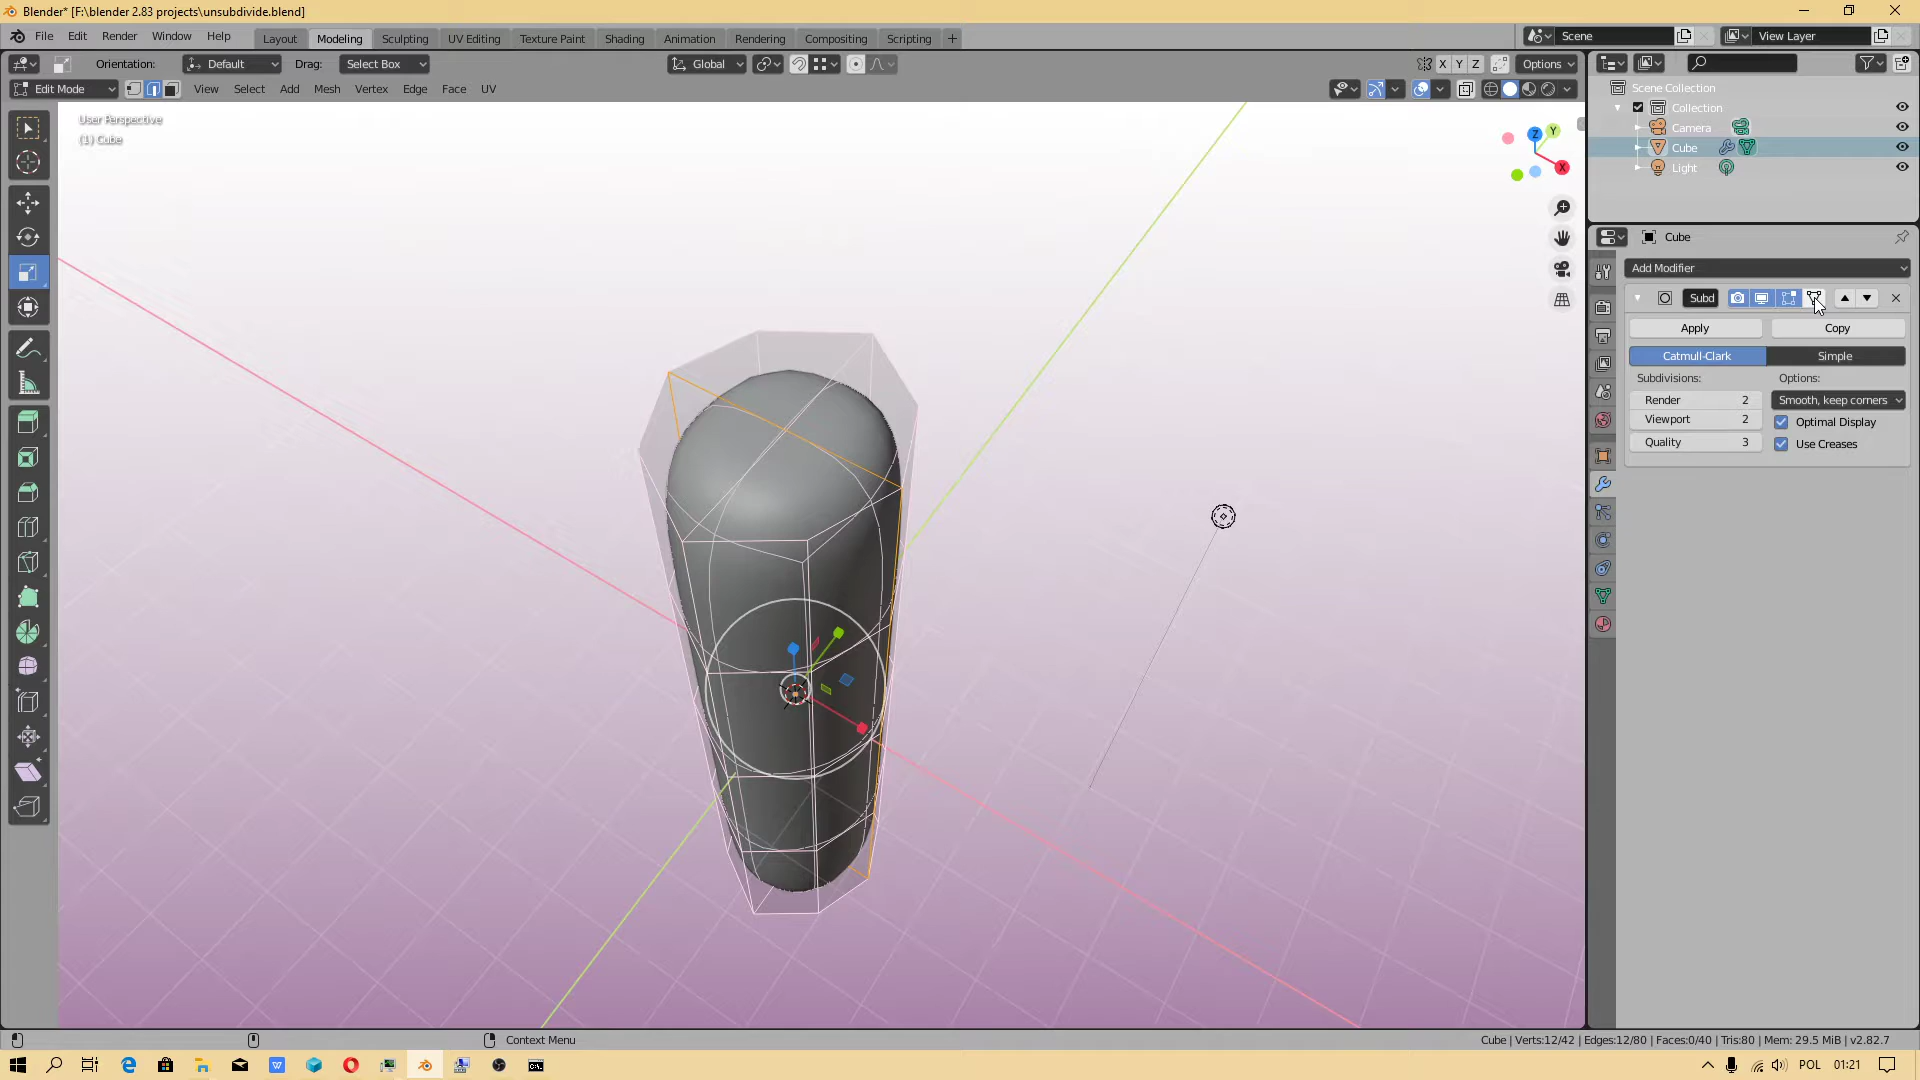 Blender* [F:\blender 2.83 projects\unsubdivide.blend]
File Edit Render Window Help Layout Modeling Sculpting UV Editing Texture Paint Shading Animation Rendering Compositing Scripting + Scene View Layer
Orientation: Default Drag: Select Box Global X Y Z Options
Edit Mode View Select Add Mesh Vertex Edge Face UV
User Perspective
(1) Cube
Z Y X
Scene Collection
Collection
Camera
Cube
Light
Cube
Add Modifier
Subd
Apply Copy
Catmull-Clark Simple
Subdivisions: Options:
Render 2 Smooth, keep corners
Viewport 2 Optimal Display
Quality 3 Use Creases
Context Menu Cube | Verts:12/42 | Edges:12/80 | Faces:0/40 | Tris:80 | Mem: 29.5 MiB | v2.82.7
POL 01:21